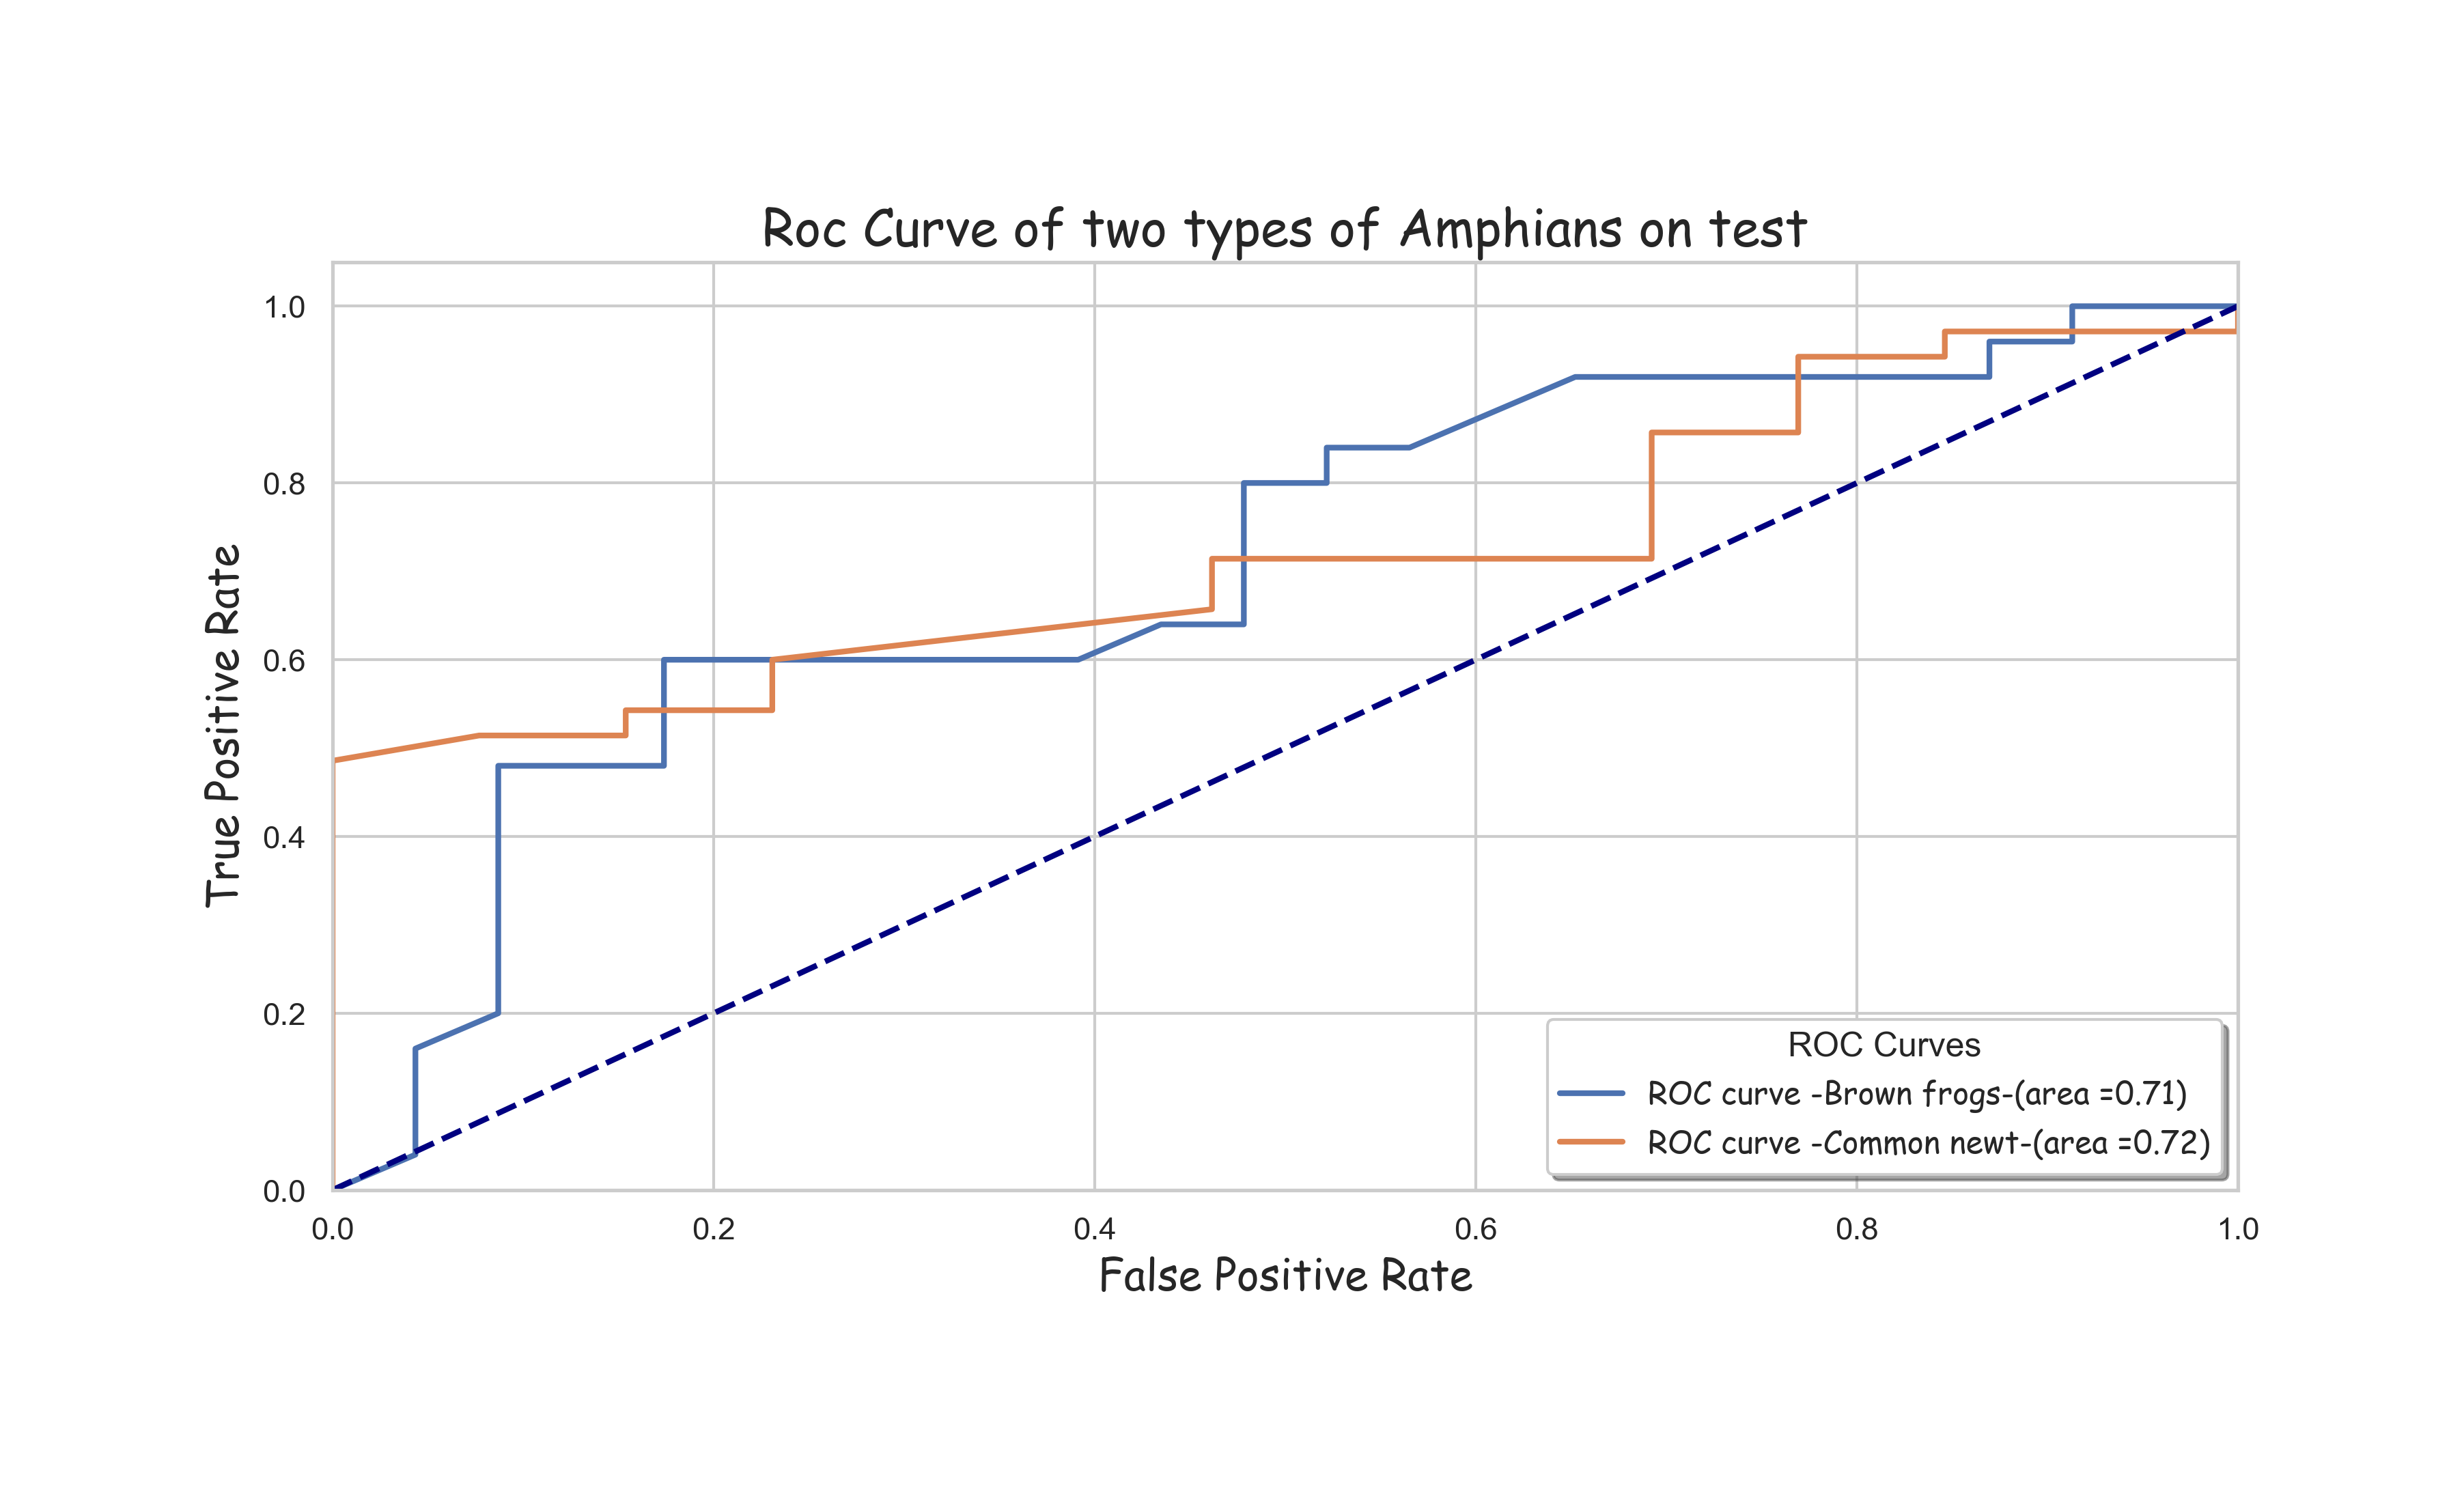 Roc Curve of two types of Amphians on test
True Positive Rate
1.0
0.8
0.6
0.4
0.2
0.0
0.0 0.2 0.4 0.6 0.8 1.0
False Positive Rate
ROC Curves
ROC curve -Brown frogs-(area =0.71)
ROC curve -Common newt-(area =0.72)